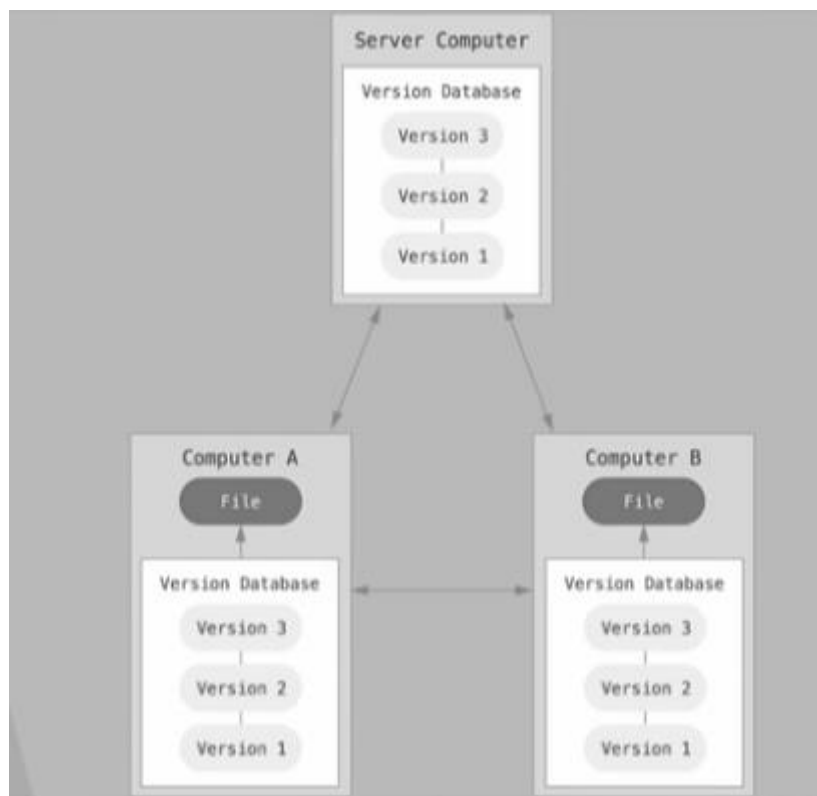 Server Computer
Version Database
Version 3
Version 2
Version 1
Computer A
File
Version Database
Version 3
Version 2
Version 1
Computer B
File
Version Database
Version 3
Version 2
Version 1